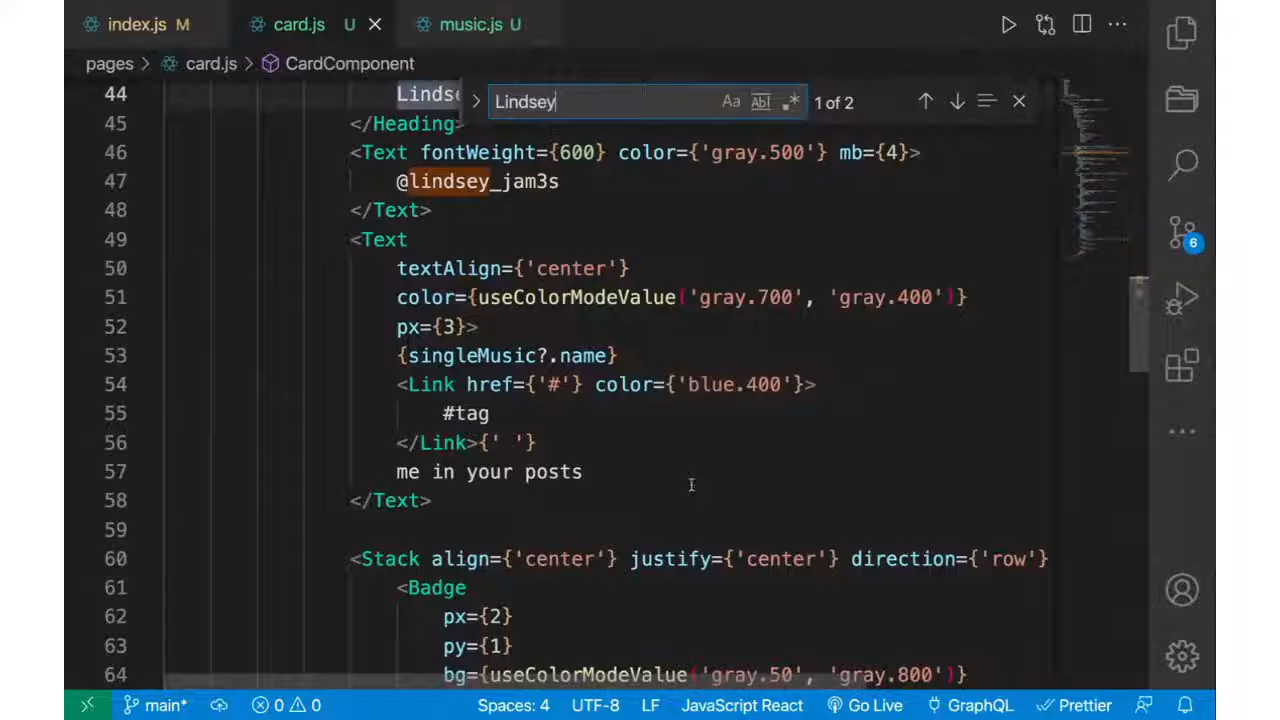 index.js M card.js U music.js U
pages card.js CardComponent
Lindsey Aa Abl .* 1 of 2
44 Linds
45 </Heading>
46 <Text fontWeight={600} color={'gray.500'} mb={4}>
47 @lindsey_jam3s
48 </Text>
49 <Text
50 textAlign={'center'}
51 color={useColorModeValue('gray.700', 'gray.400')}
52 px={3}>
53 {singleMusic?.name}
54 <Link href={'#'} color={'blue.400'}>
55 #tag
56 </Link>{' '}
57 me in your posts
58 </Text>
59
60 <Stack align={'center'} justify={'center'} direction={'row'}
61 <Badge
62 px={2}
63 py={1}
64 bg={useColorModeValue('gray.50', 'gray.800')}
6
main* 0 0 Spaces: 4 UTF-8 LF JavaScript React Go Live GraphQL Prettier